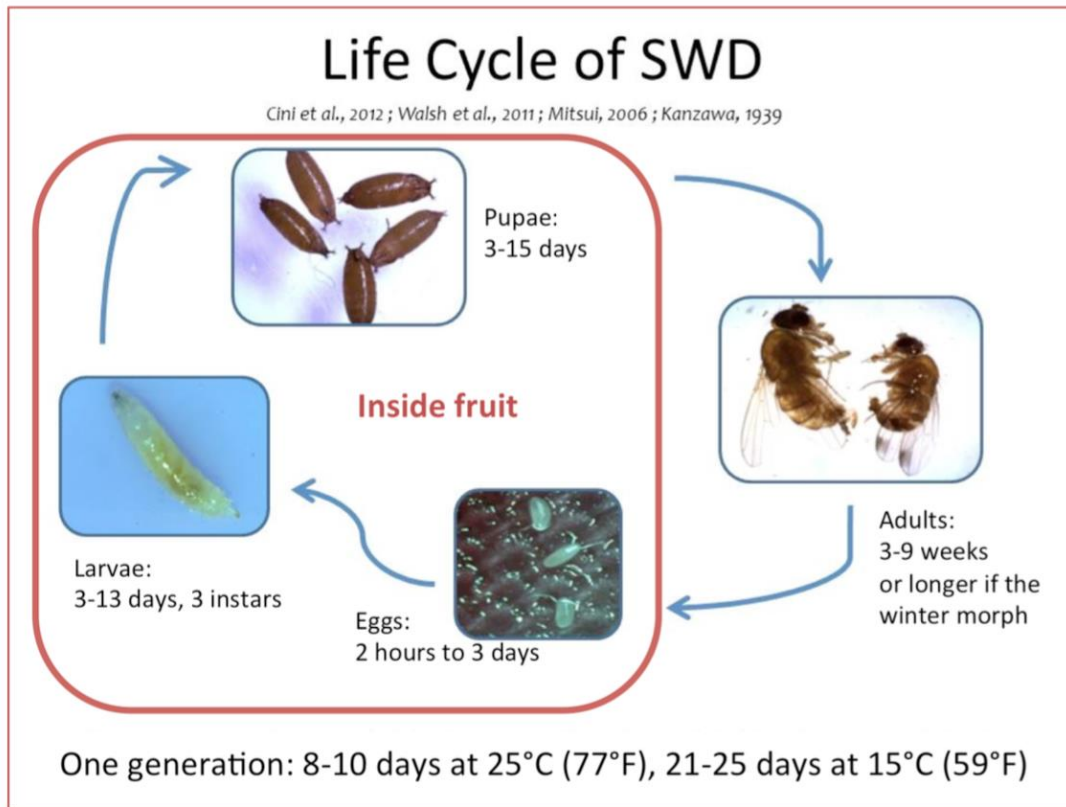 Life Cycle of SWD
Cini et al., 2012 ; Walsh et al., 2011 ; Mitsui, 2006 ; Kanzawa, 1939
Pupae:
3-15 days
Inside fruit
Larvae:
3-13 days, 3 instars
Eggs:
2 hours to 3 days
Adults:
3-9 weeks
or longer if the
winter morph
One generation: 8-10 days at 25°C (77°F), 21-25 days at 15°C (59°F)